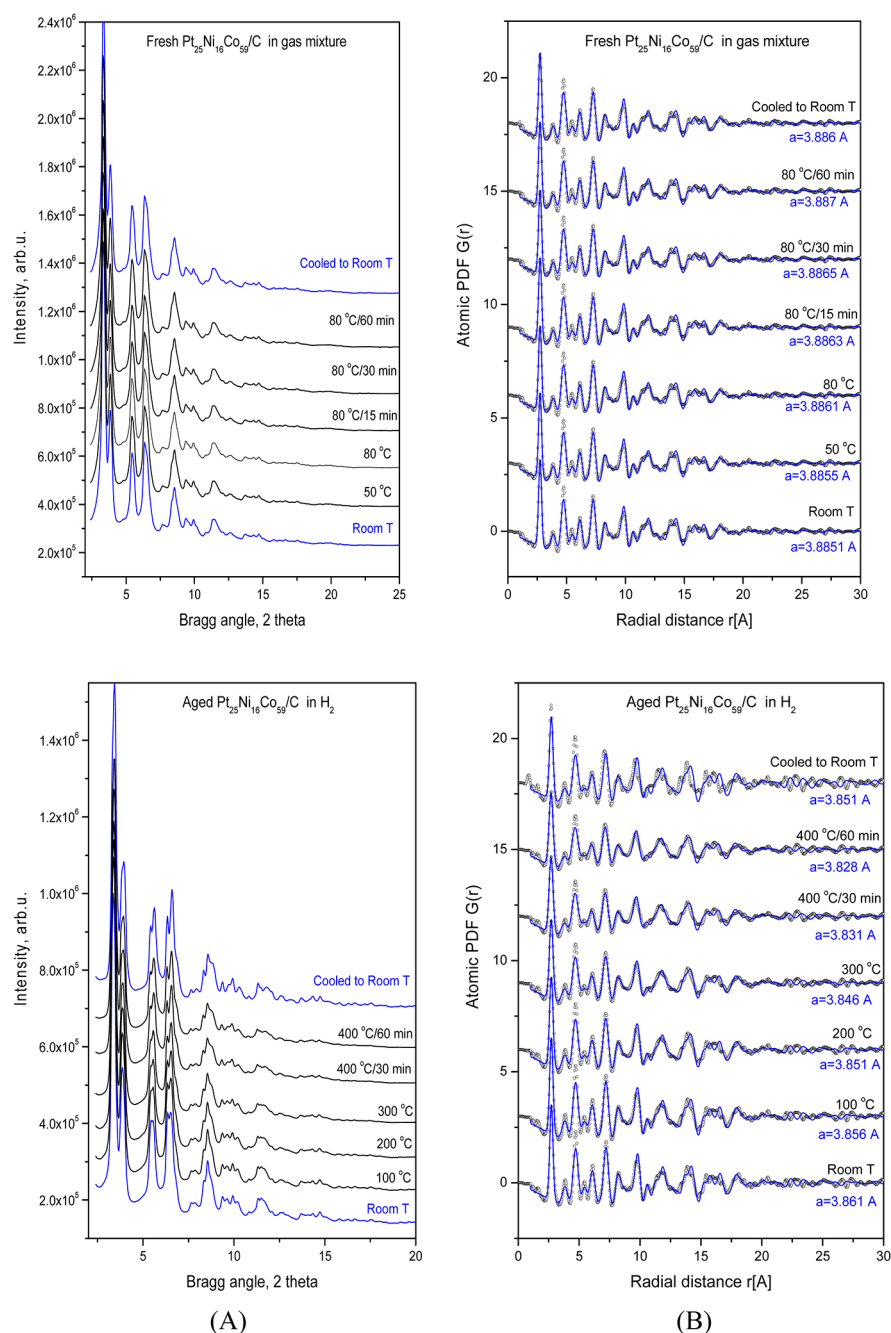 Fresh Pt25Ni16Co59/C in gas mixture
2.4x10^6
2.2x10^6
2.0x10^6
1.8x10^6
1.6x10^6
1.4x10^6
1.2x10^6
1.0x10^6
8.0x10^5
6.0x10^5
4.0x10^5
2.0x10^5
Intensity, arb.u.
Cooled to Room T
80 °C/60 min
80 °C/30 min
80 °C/15 min
80 °C
50 °C
Room T
5 10 15 20 25
Bragg angle, 2 theta
Fresh Pt25Ni16Co59/C in gas mixture
20
15
10
5
0
Atomic PDF G(r)
Cooled to Room T
a=3.886 A
80 °C/60 min
a=3.887 A
80 °C/30 min
a=3.8865 A
80 °C/15 min
a=3.8863 A
80 °C
a=3.8861 A
50 °C
a=3.8855 A
Room T
a=3.8851 A
0 5 10 15 20 25 30
Radial distance r[A]
Aged Pt25Ni16Co59/C in H2
1.4x10^6
1.2x10^6
1.0x10^6
8.0x10^5
6.0x10^5
4.0x10^5
2.0x10^5
Intensity, arb.u.
Cooled to Room T
400 °C/60 min
400 °C/30 min
300 °C
200 °C
100 °C
Room T
5 10 15 20
Bragg angle, 2 theta
(A)
Aged Pt25Ni16Co59/C in H2
20
15
10
5
0
Atomic PDF G(r)
Cooled to Room T
a=3.851 A
400 °C/60 min
a=3.828 A
400 °C/30 min
a=3.831 A
300 °C
a=3.846 A
200 °C
a=3.851 A
100 °C
a=3.856 A
Room T
a=3.861 A
0 5 10 15 20 25 30
Radial distance r[A]
(B)